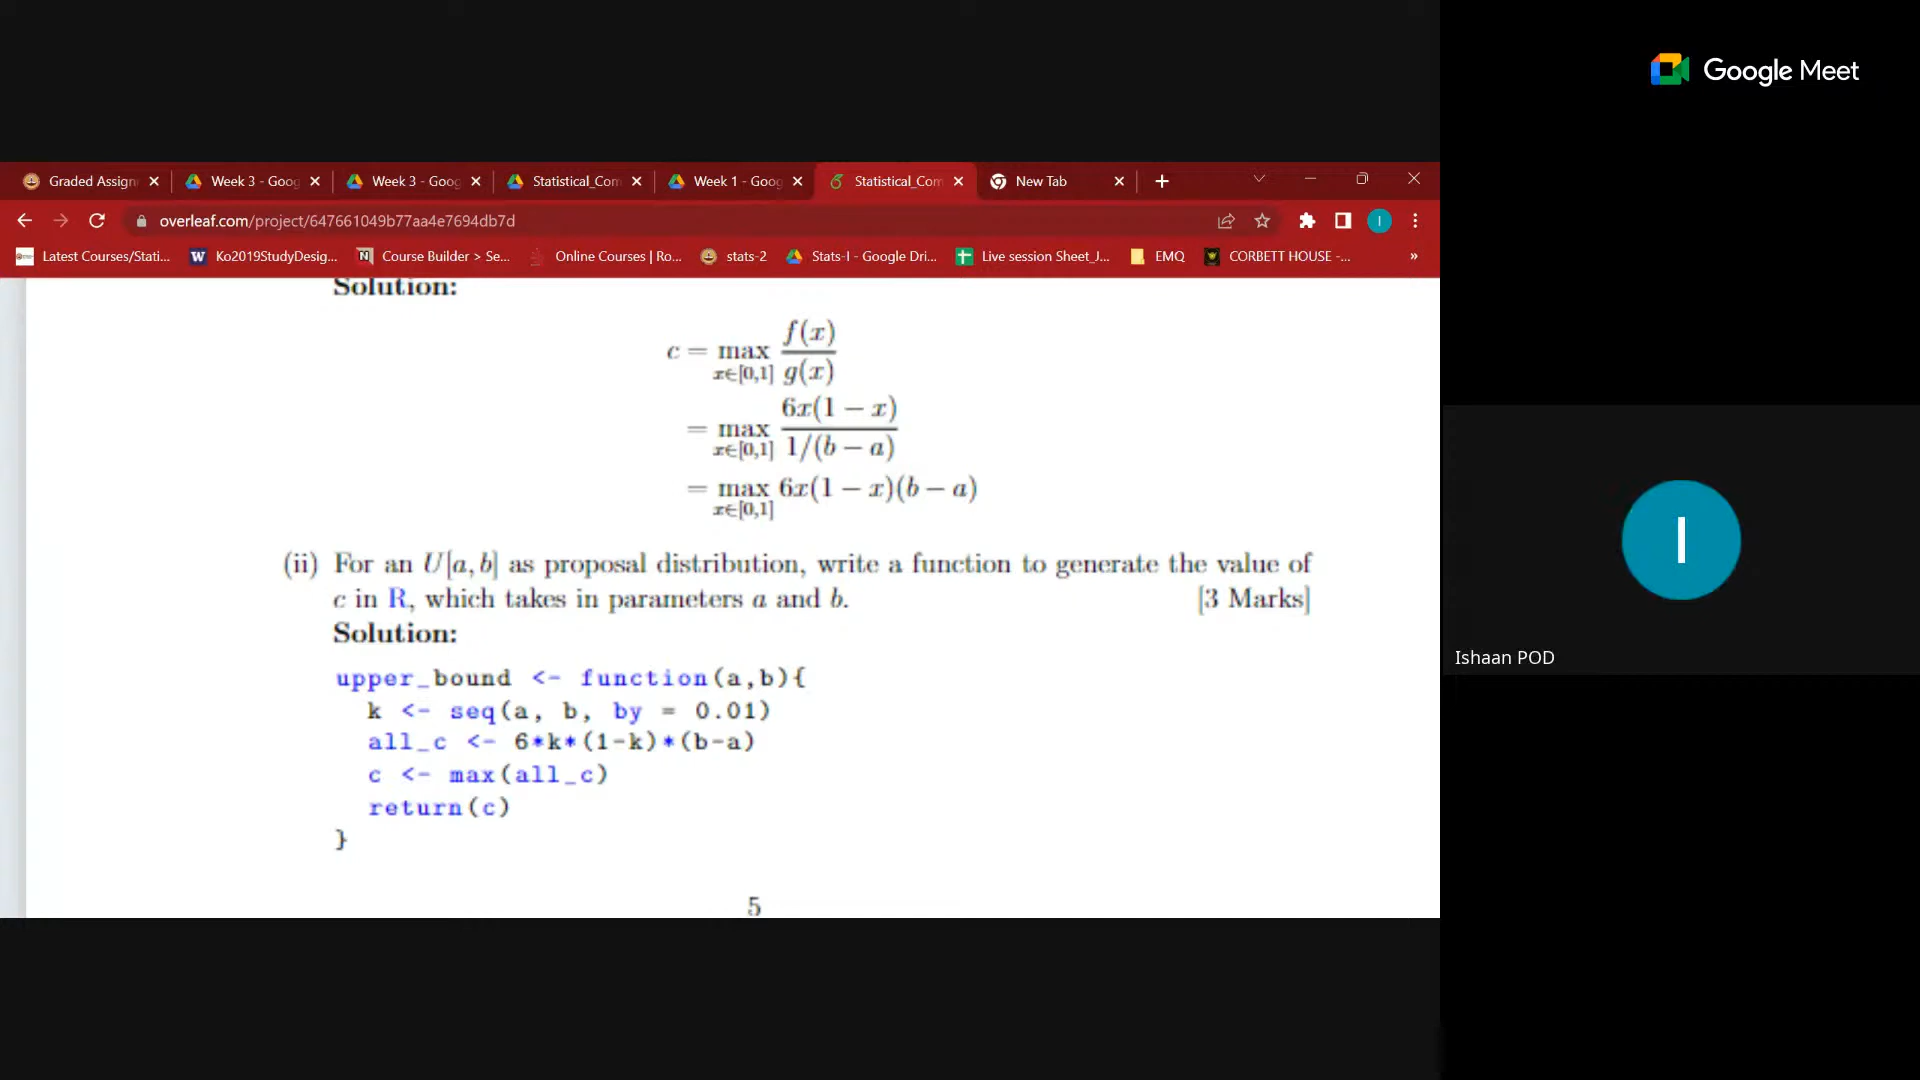 Google Meet
Graded Assign
Week 3 - Goog
Week 3 - Goog
Statistical_Com
Week 1 - Goog
Statistical_Com
New Tab
overleaf.com/project/647661049b77aa4e7694db7d
I
Latest Courses/Stati...
Ko2019StudyDesig...
Course Builder > Se...
Online Courses | Ro...
stats-2
Stats-I - Google Dri...
Live session Sheet_J...
EMQ
CORBETT HOUSE -...
»
Solution:
c = max_{x∈[0,1]} f(x)/g(x)
= max_{x∈[0,1]} 6x(1 − x)/1/(b − a)
= max_{x∈[0,1]} 6x(1 − x)(b − a)
(ii) For an U[a, b] as proposal distribution, write a function to generate the value of
c in R, which takes in parameters a and b. [3 Marks]
Solution:
upper_bound <- function(a,b){
k <- seq(a, b, by = 0.01)
all_c <- 6*k*(1-k)*(b-a)
c <- max(all_c)
return(c)
}
5
I
Ishaan POD